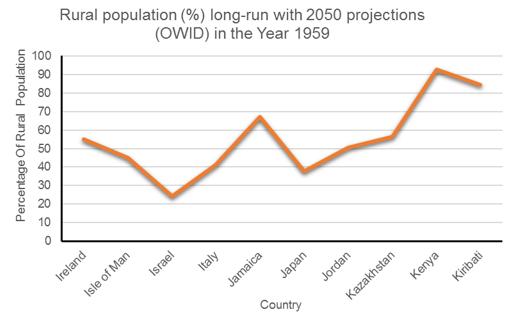 Rural population (%) long-run with 2050 projections
(OWID) in the Year 1959
Percentage Of Rural Population
100
90
80
70
60
50
40
30
20
10
0
Ireland
Isle of Man
Israel
Italy
Jamaica
Japan
Jordan
Kazakhstan
Kenya
Kiribati
Country